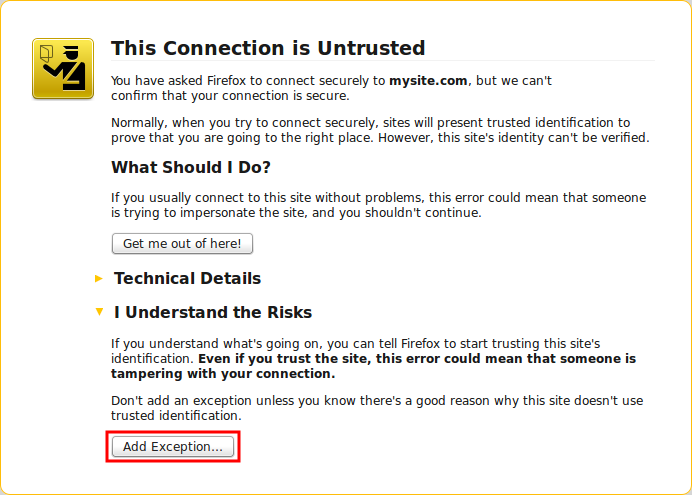 This Connection is Untrusted
You have asked Firefox to connect securely to mysite.com, but we can't
confirm that your connection is secure.
Normally, when you try to connect securely, sites will present trusted identification to
prove that you are going to the right place. However, this site's identity can't be verified.
What Should I Do?
If you usually connect to this site without problems, this error could mean that someone
is trying to impersonate the site, and you shouldn't continue.
Get me out of here!
Technical Details
I Understand the Risks
If you understand what's going on, you can tell Firefox to start trusting this site's
identification. Even if you trust the site, this error could mean that someone is
tampering with your connection.
Don't add an exception unless you know there's a good reason why this site doesn't use
trusted identification.
Add Exception...